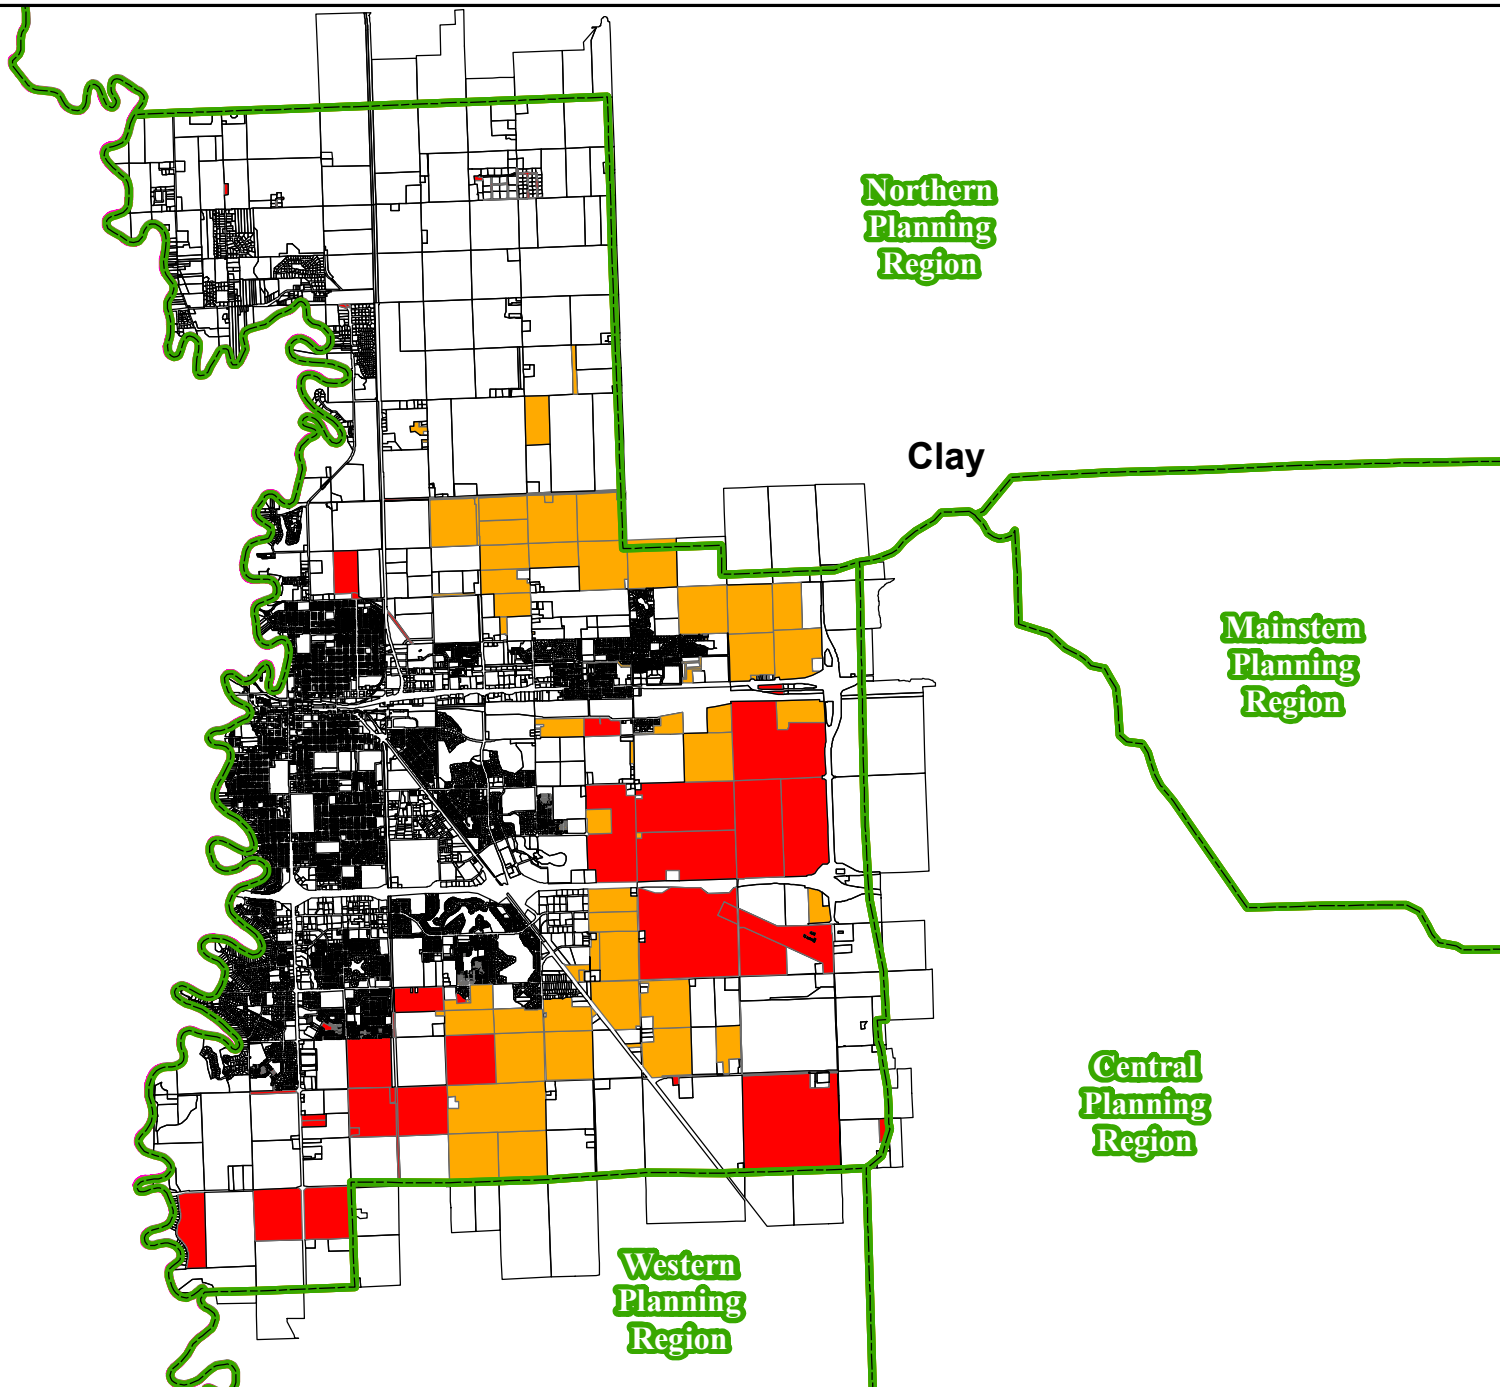 Northern
Planning
Region
Clay
Mainstem
Planning
Region
Central
Planning
Region
Western
Planning
Region